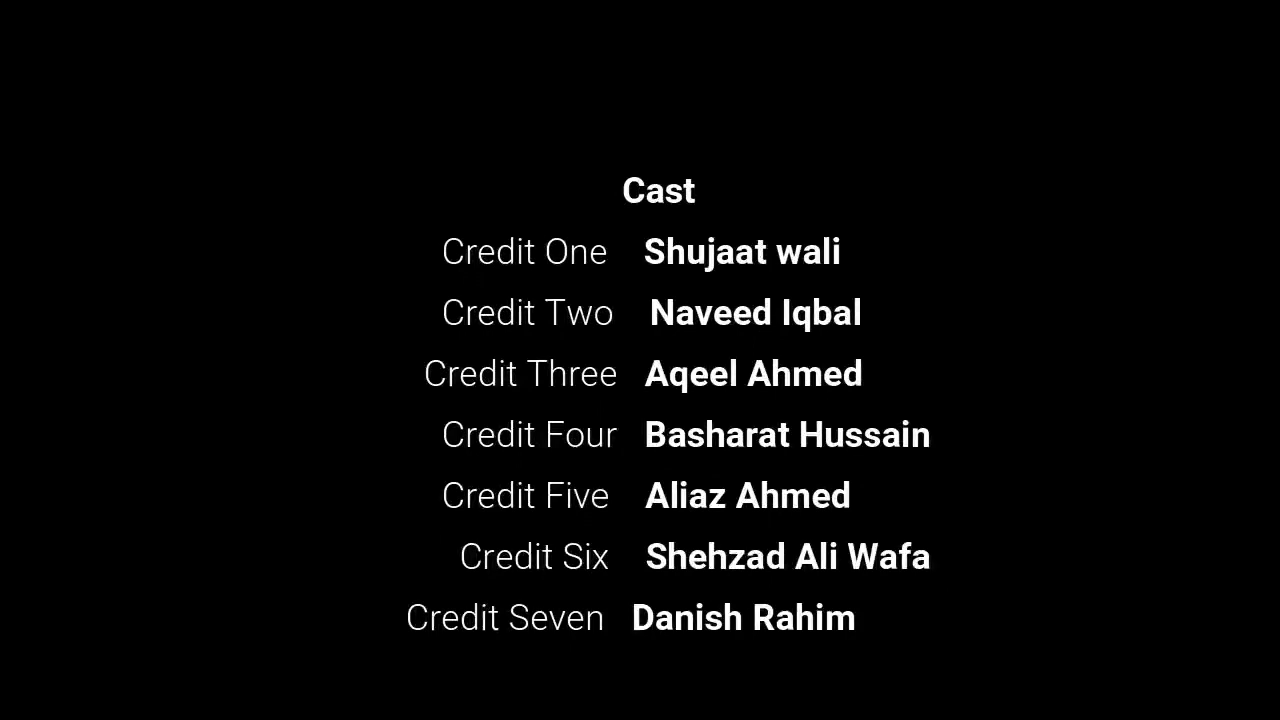 Cast
Credit One Shujaat wali
Credit Two Naveed Iqbal
Credit Three Aqeel Ahmed
Credit Four Basharat Hussain
Credit Five Aliaz Ahmed
Credit Six Shehzad Ali Wafa
Credit Seven Danish Rahim